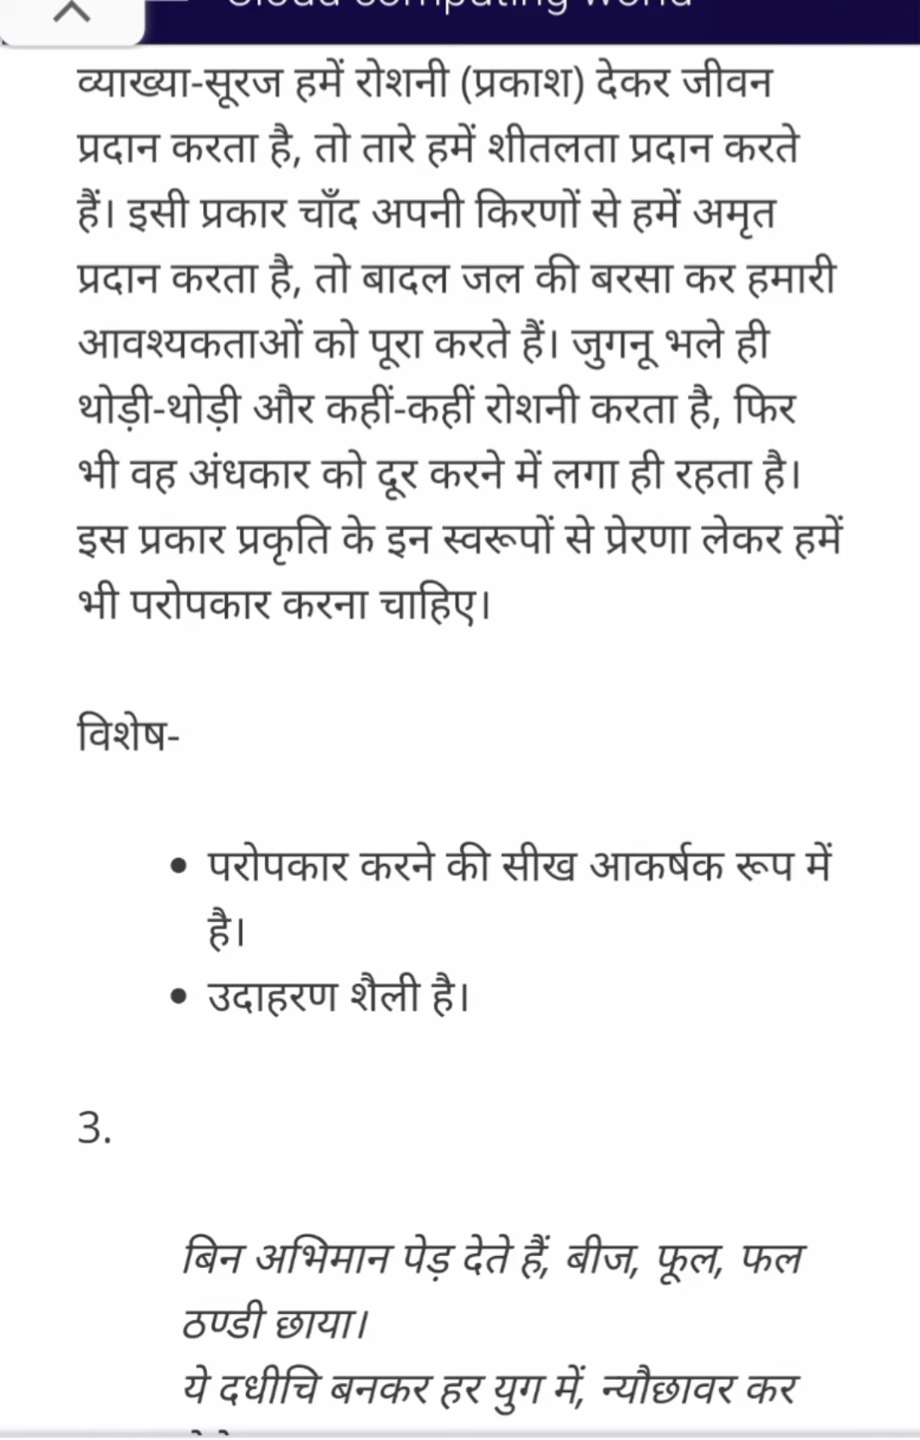 Cloud computing world
व्याख्या-सूरज हमें रोशनी (प्रकाश) देकर जीवन
प्रदान करता है, तो तारे हमें शीतलता प्रदान करते
हैं। इसी प्रकार चाँद अपनी किरणों से हमें अमृत
प्रदान करता है, तो बादल जल की बरसा कर हमारी
आवश्यकताओं को पूरा करते हैं। जुगनू भले ही
थोड़ी-थोड़ी और कहीं-कहीं रोशनी करता है, फिर
भी वह अंधकार को दूर करने में लगा ही रहता है।
इस प्रकार प्रकृति के इन स्वरूपों से प्रेरणा लेकर हमें
भी परोपकार करना चाहिए।
विशेष-
• परोपकार करने की सीख आकर्षक रूप में
है।
• उदाहरण शैली है।
3.
बिन अभिमान पेड़ देते हैं, बीज, फूल, फल
ठण्डी छाया।
ये दधीचि बनकर हर युग में, न्यौछावर कर